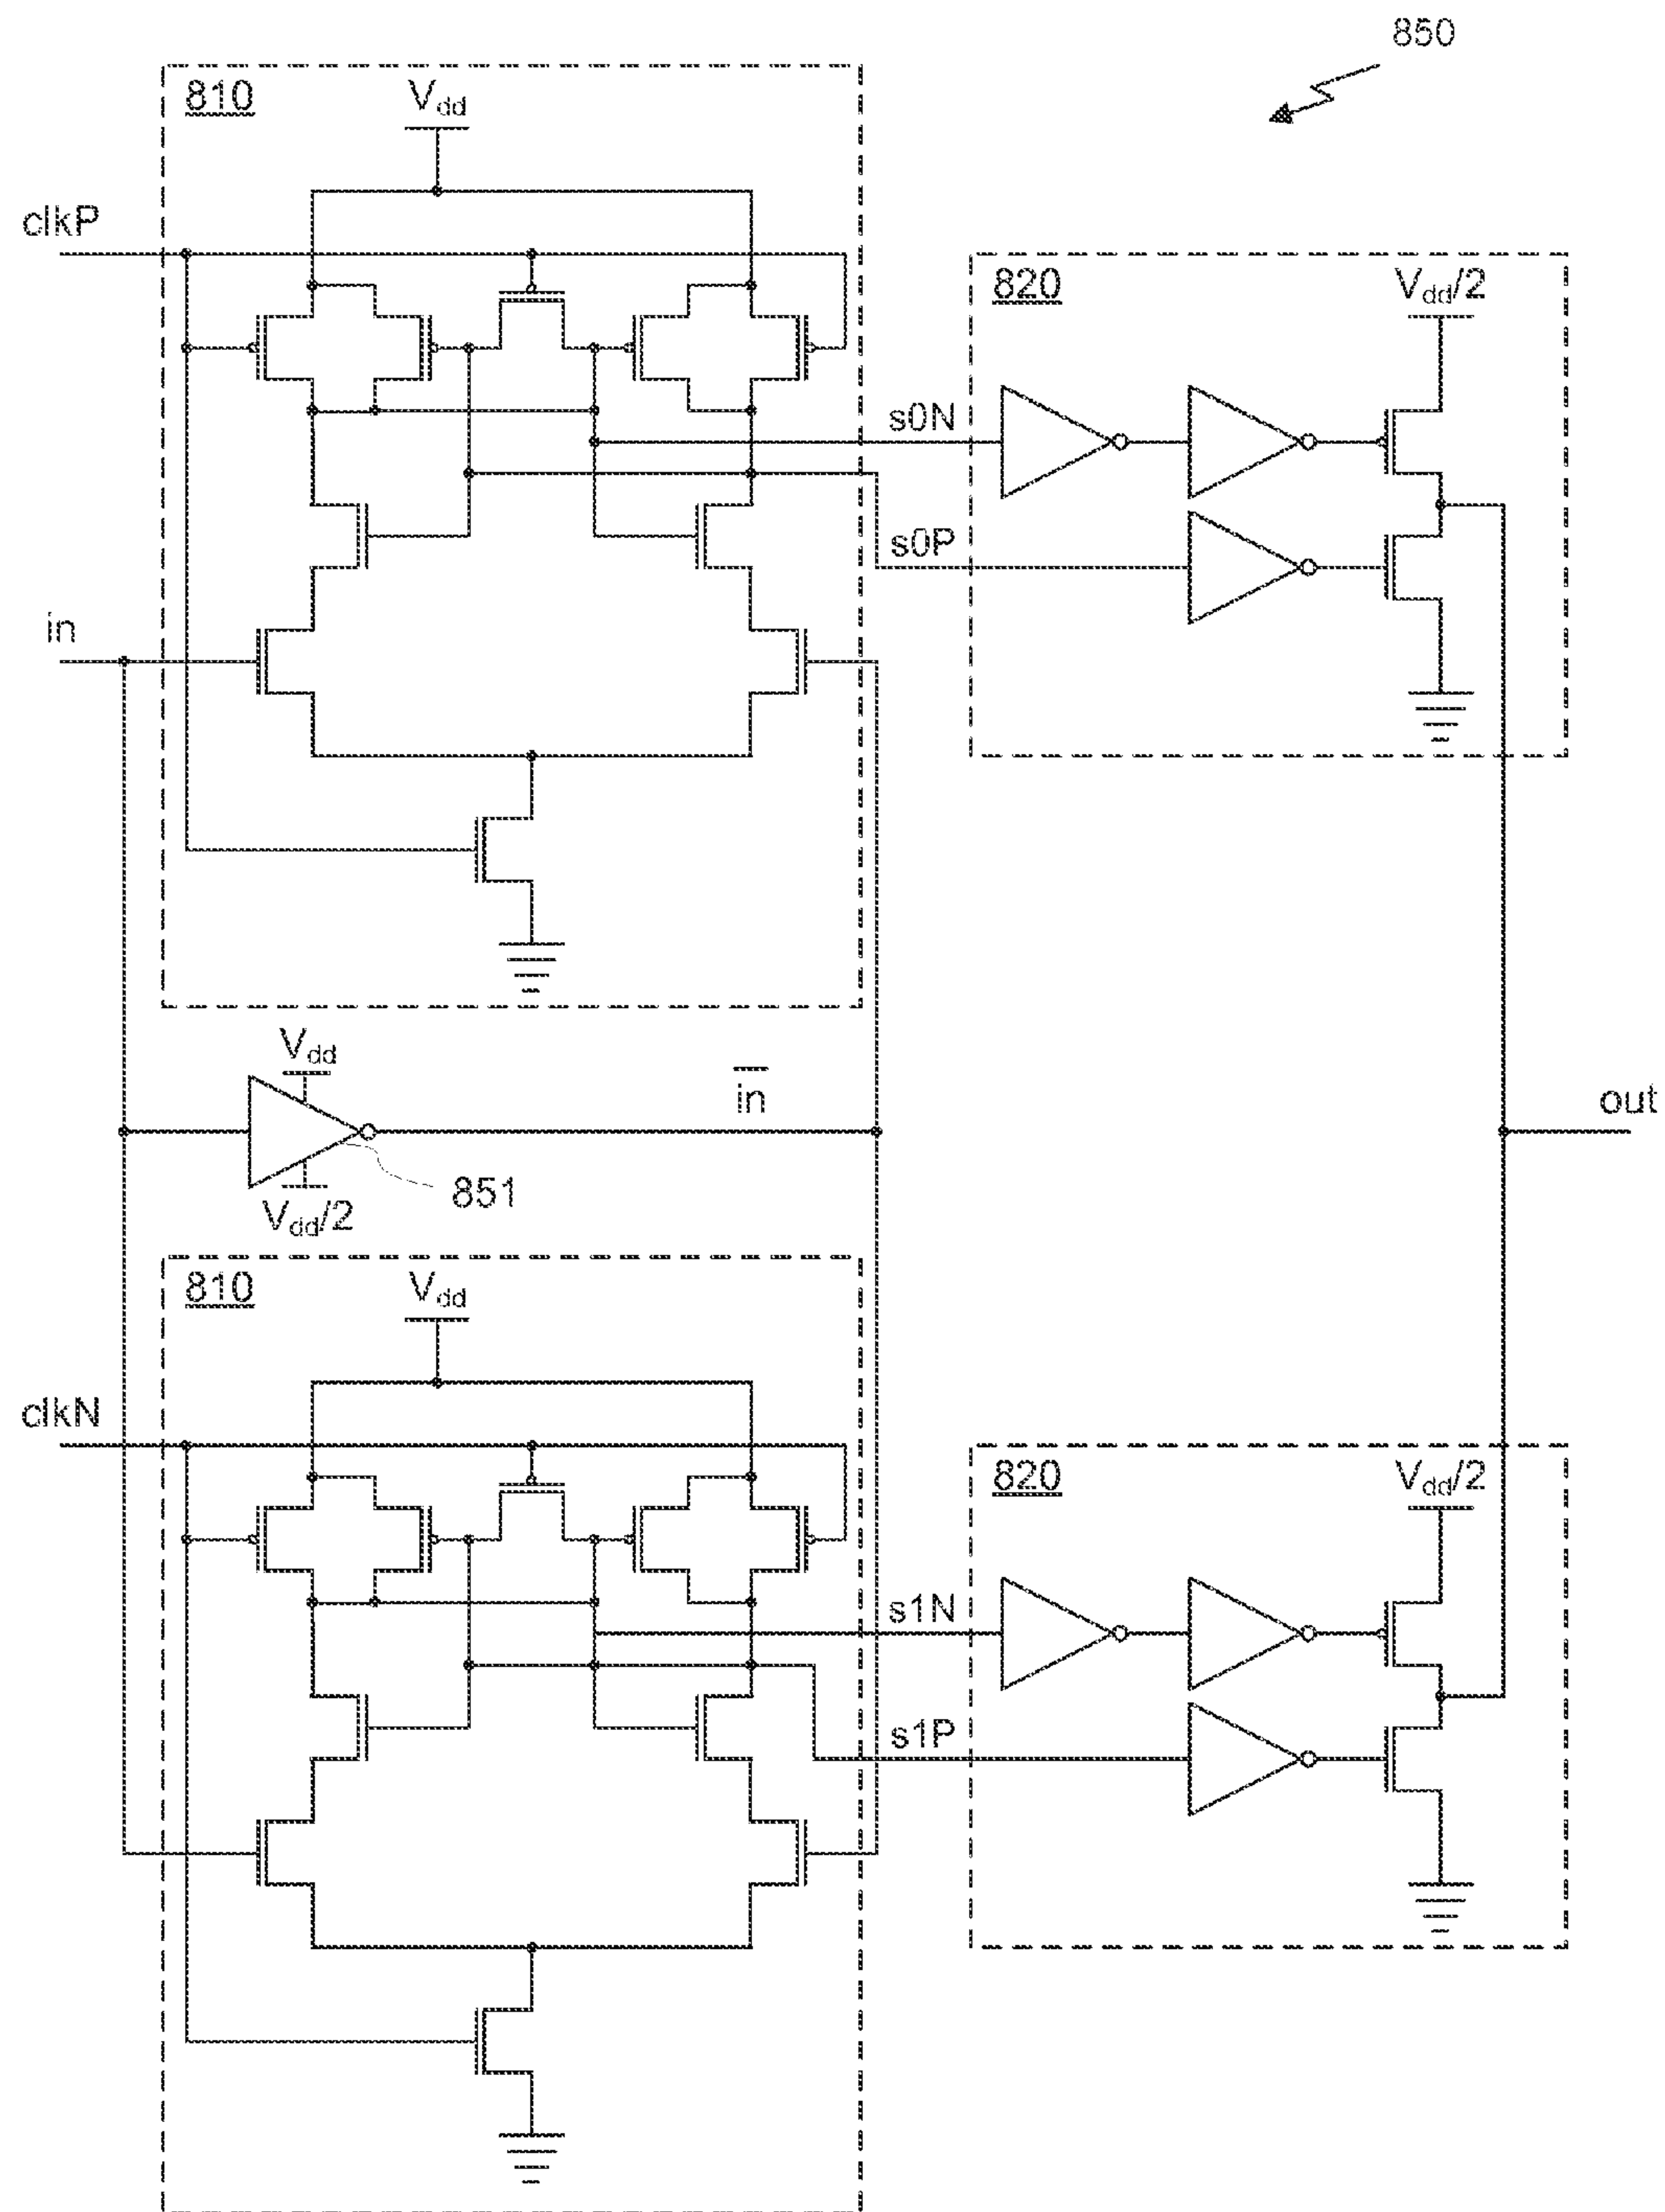 850
810
Vdd
clkP
820
Vdd/2
s0N
s0P
in
Vdd
in
out
851
Vdd/2
810
Vdd
clkN
820
Vdd/2
s1N
s1P